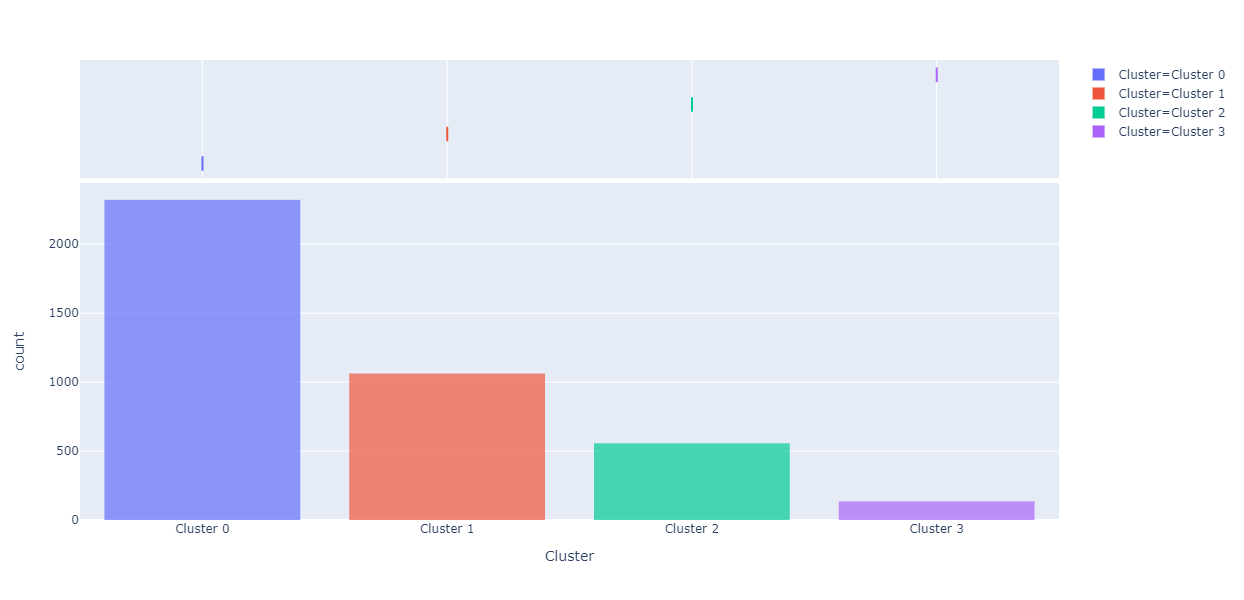 Cluster=Cluster 0
Cluster=Cluster 1
Cluster=Cluster 2
Cluster=Cluster 3
2000
1500
1000
500
0
count
Cluster 0
Cluster 1
Cluster 2
Cluster 3
Cluster